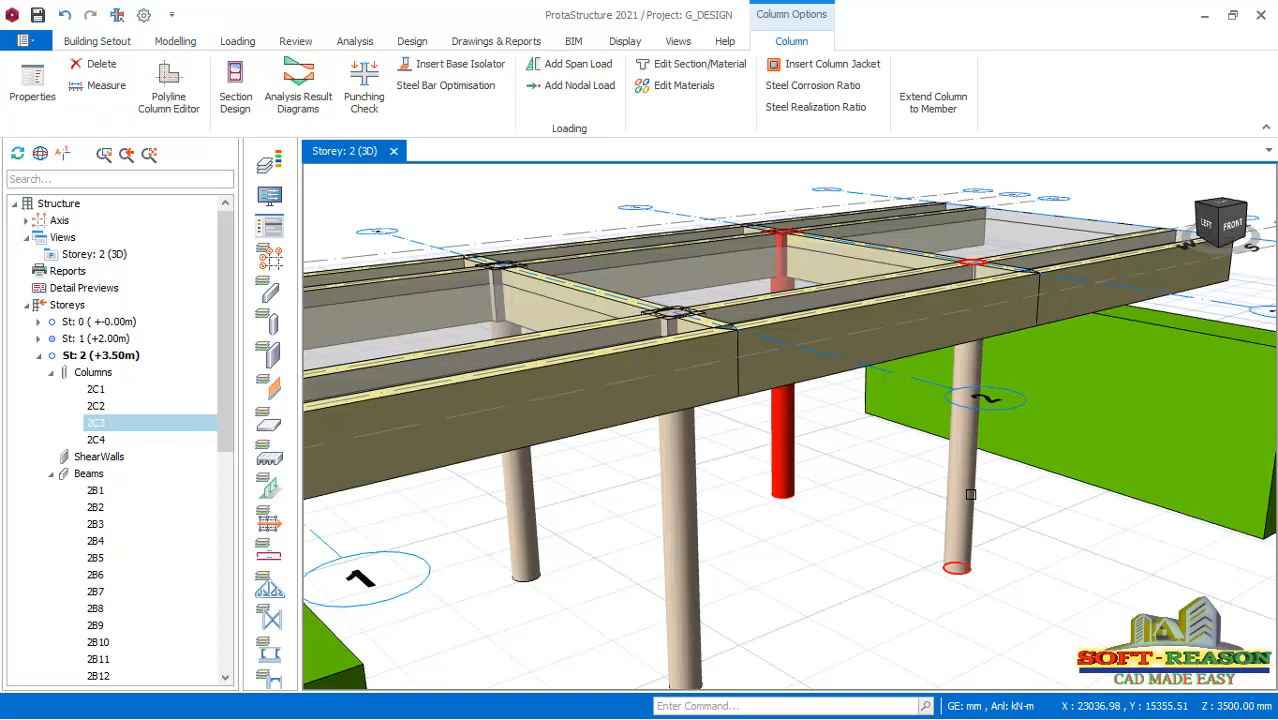 ProtaStructure 2021 / Project: G_DESIGN
Column Options
Building Setout
Modelling
Loading
Review
Analysis
Design
Drawings & Reports
BIM
Display
Views
Help
Column
Properties
Delete
Measure
Polyline
Column Editor
Section
Design
Analysis Result
Diagrams
Punching
Check
Insert Base Isolator
Steel Bar Optimisation
Add Span Load
Add Nodal Load
Loading
Edit Section/Material
Edit Materials
Insert Column Jacket
Steel Corrosion Ratio
Steel Realization Ratio
Extend Column
to Member
Search...
Structure
Axis
Views
Storey: 2 (3D)
Reports
Detail Previews
Storeys
St: 0 ( +-0.00m)
St: 1 (+2.00m)
St: 2 (+3.50m)
Columns
2C1
2C2
2C3
2C4
ShearWalls
Beams
2B1
2B2
2B3
2B4
2B5
2B6
2B7
2B8
2B9
2B10
2B11
2B12
Storey: 2 (3D)
LEFT
FRONT
W
S
2
1
SOFT-REASON
CAD MADE EASY
Enter Command...
GE: mm, Anl: kN-m
X : 23036.98 , Y : 15355.51
Z : 3500.00 mm